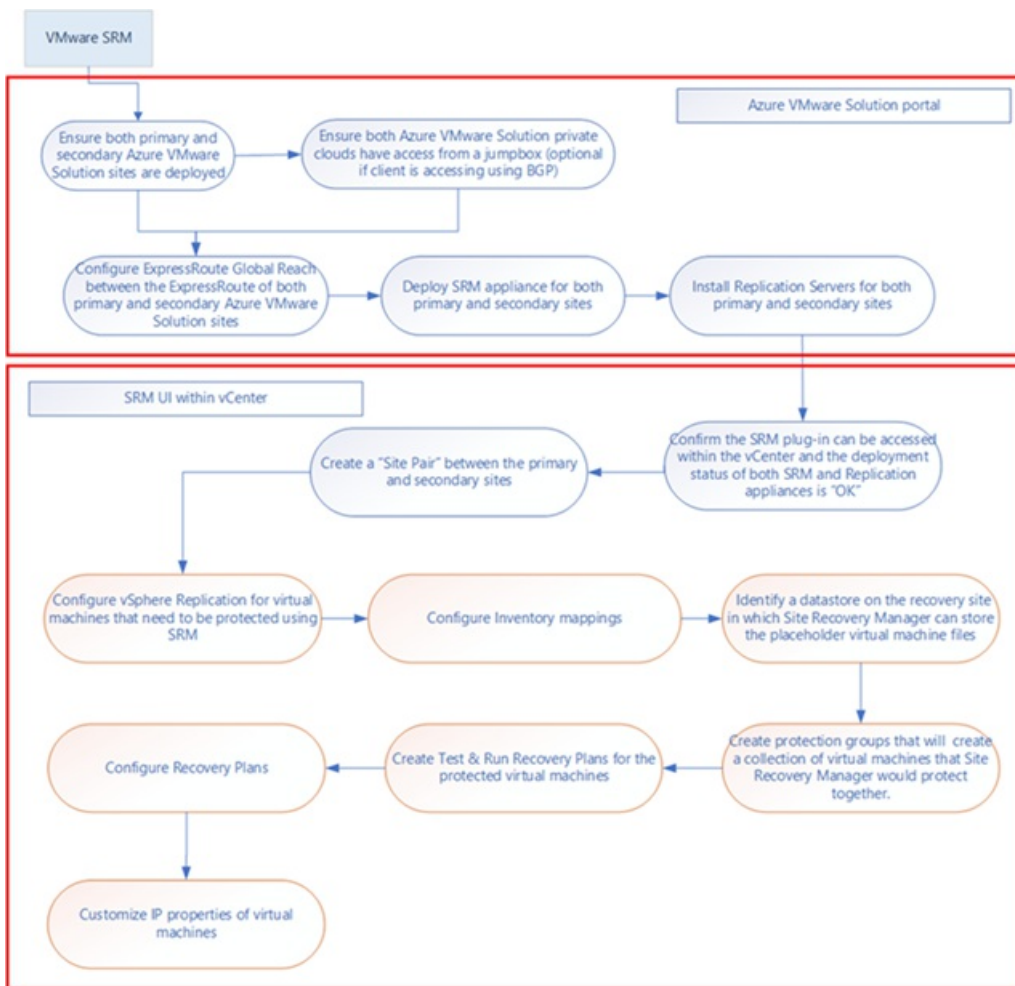 VMware SRM
Azure VMware Solution portal
Ensure both primary and
secondary Azure VMware
Solution sites are deployed
Ensure both Azure VMware Solution private
clouds have access from a jumpbox (optional
if client is accessing using BGP)
Configure ExpressRoute Global Reach
between the ExpressRoute of both
primary and secondary Azure VMware
Solution sites
Deploy SRM appliance for both
primary and secondary sites
Install Replication Servers for both
primary and secondary sites
SRM UI within vCenter
Confirm the SRM plug-in can be accessed
within the vCenter and the deployment
status of both SRM and Replication
appliances is "OK"
Create a "Site Pair" between the primary
and secondary sites
Configure vSphere Replication for virtual
machines that need to be protected using
SRM
Configure Inventory mappings
Identify a datastore on the recovery site
in which Site Recovery Manager can store
the placeholder virtual machine files
Create protection groups that will create
a collection of virtual machines that Site
Recovery Manager would protect
together.
Create Test & Run Recovery Plans for the
protected virtual machines
Configure Recovery Plans
Customize IP properties of virtual
machines